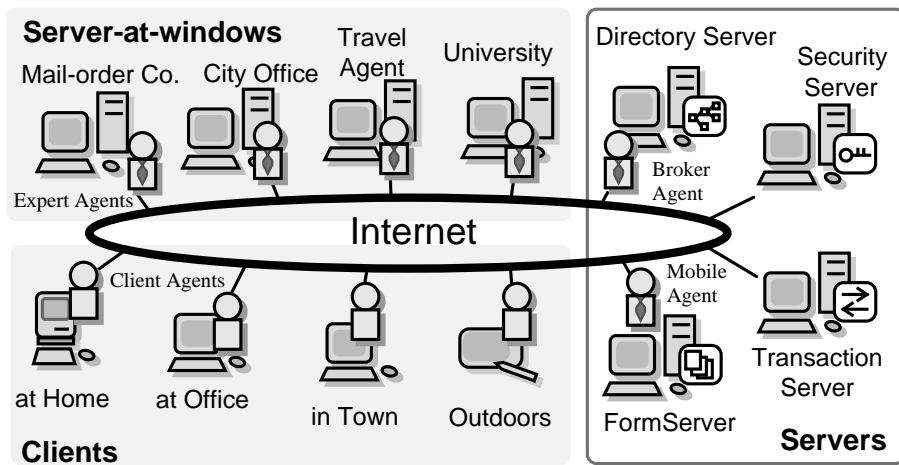 Server-at-windows
Mail-order Co.
City Office
Travel
Agent
University
Expert Agents
Directory Server
Security
Server
Broker
Agent
Internet
Client Agents
Mobile
Agent
at Home
at Office
in Town
Outdoors
Clients
FormServer
Transaction
Server
Servers